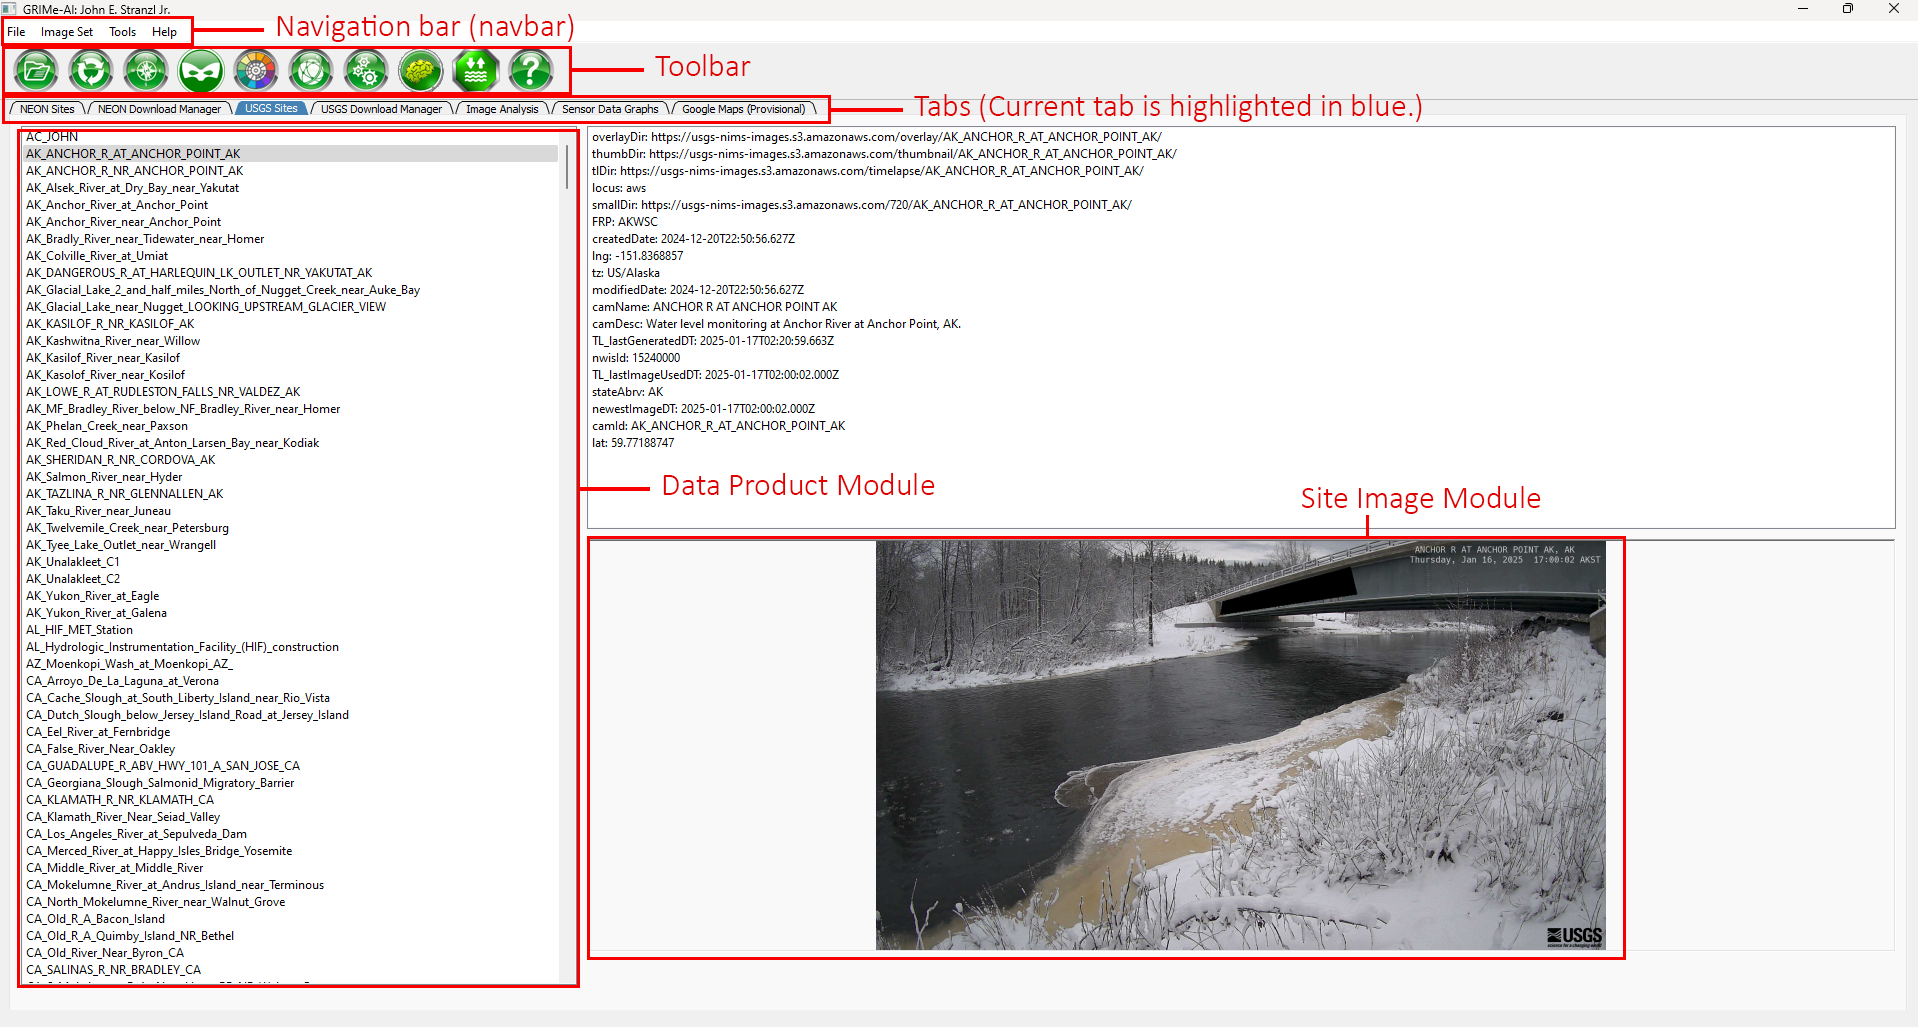 GRIMe-AI: John E. Stranzl Jr.
File Image Set Tools Help
Navigation bar (navbar)
Toolbar
NEON Sites NEON Download Manager USGS Sites USGS Download Manager Image Analysis Sensor Data Graphs Google Maps (Provisional)
Tabs (Current tab is highlighted in blue.)
AC_JOHN
AK_ANCHOR_R_AT_ANCHOR_POINT_AK
AK_ANCHOR_R_NR_ANCHOR_POINT_AK
AK_Alsek_River_at_Dry_Bay_near_Yakutat
AK_Anchor_River_at_Anchor_Point
AK_Anchor_River_near_Anchor_Point
AK_Bradly_River_near_Tidewater_near_Homer
AK_Colville_River_at_Umiat
AK_DANGEROUS_R_AT_HARLEQUIN_LK_OUTLET_NR_YAKUTAT_AK
AK_Glacial_Lake_2_and_half_miles_North_of_Nugget_Creek_near_Auke_Bay
AK_Glacial_Lake_near_Nugget_LOOKING_UPSTREAM_GLACIER_VIEW
AK_KASILOF_R_NR_KASILOF_AK
AK_Kashwitna_River_near_Willow
AK_Kasilof_River_near_Kasilof
AK_Kasolof_River_near_Kosilof
AK_LOWE_R_AT_RUDLESTON_FALLS_NR_VALDEZ_AK
AK_MF_Bradley_River_below_NF_Bradley_River_near_Homer
AK_Phelan_Creek_near_Paxson
AK_Red_Cloud_River_at_Anton_Larsen_Bay_near_Kodiak
AK_SHERIDAN_R_NR_CORDOVA_AK
AK_Salmon_River_near_Hyder
AK_TAZLINA_R_NR_GLENNALLEN_AK
AK_Taku_River_near_Juneau
AK_Twelvemile_Creek_near_Petersburg
AK_Tyee_Lake_Outlet_near_Wrangell
AK_Unalakleet_C1
AK_Unalakleet_C2
AK_Yukon_River_at_Eagle
AK_Yukon_River_at_Galena
AL_HIF_MET_Station
AL_Hydrologic_Instrumentation_Facility_(HIF)_construction
AZ_Moenkopi_Wash_at_Moenkopi_AZ_
CA_Arroyo_De_La_Laguna_at_Verona
CA_Cache_Slough_at_South_Liberty_Island_near_Rio_Vista
CA_Dutch_Slough_below_Jersey_Island_Road_at_Jersey_Island
CA_Eel_River_at_Fernbridge
CA_False_River_Near_Oakley
CA_GUADALUPE_R_ABV_HWY_101_A_SAN_JOSE_CA
CA_Georgiana_Slough_Salmonid_Migratory_Barrier
CA_KLAMATH_R_NR_KLAMATH_CA
CA_Klamath_River_Near_Seiad_Valley
CA_Los_Angeles_River_at_Sepulveda_Dam
CA_Merced_River_at_Happy_Isles_Bridge_Yosemite
CA_Middle_River_at_Middle_River
CA_Mokelumne_River_at_Andrus_Island_near_Terminous
CA_North_Mokelumne_River_near_Walnut_Grove
CA_Old_R_A_Bacon_Island
CA_Old_R_A_Quimby_Island_NR_Bethel
CA_Old_River_Near_Byron_CA
CA_SALINAS_R_NR_BRADLEY_CA
overlayDir: https://usgs-nims-images.s3.amazonaws.com/overlay/AK_ANCHOR_R_AT_ANCHOR_POINT_AK/
thumbDir: https://usgs-nims-images.s3.amazonaws.com/thumbnail/AK_ANCHOR_R_AT_ANCHOR_POINT_AK/
tlDir: https://usgs-nims-images.s3.amazonaws.com/timelapse/AK_ANCHOR_R_AT_ANCHOR_POINT_AK/
locus: aws
smallDir: https://usgs-nims-images.s3.amazonaws.com/720/AK_ANCHOR_R_AT_ANCHOR_POINT_AK/
FRP: AKWSC
createdDate: 2024-12-20T22:50:56.627Z
lng: -151.8368857
tz: US/Alaska
modifiedDate: 2024-12-20T22:50:56.627Z
camName: ANCHOR R AT ANCHOR POINT AK
camDesc: Water level monitoring at Anchor River at Anchor Point, AK.
TL_lastGeneratedDT: 2025-01-17T02:20:59.663Z
nwisId: 15240000
TL_lastImageUsedDT: 2025-01-17T02:00:02.000Z
stateAbrv: AK
newestImageDT: 2025-01-17T02:00:02.000Z
camId: AK_ANCHOR_R_AT_ANCHOR_POINT_AK
lat: 59.77188747
Data Product Module
Site Image Module
ANCHOR R AT ANCHOR POINT AK, AK
Thursday, Jan 16, 2025 17:00:02 AKST
USGS
science for a changing world